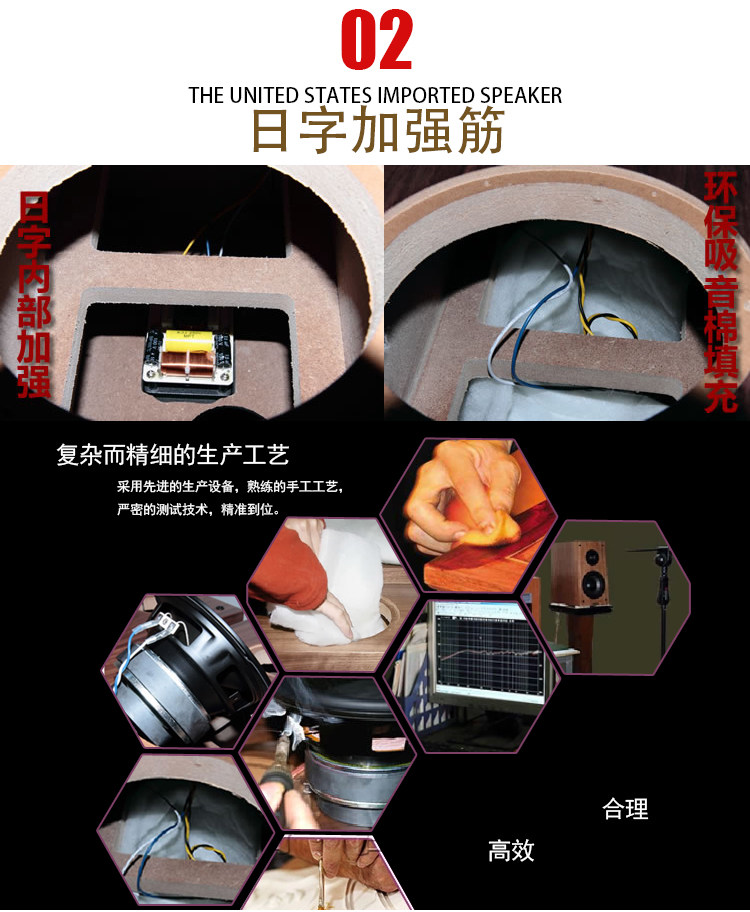 02
THE UNITED STATES IMPORTED SPEAKER
日字加强筋
日字内部加强
环保吸音棉填充
复杂而精细的生产工艺
采用先进的生产设备，熟练的手工工艺，
严密的测试技术，精准到位。
合理
高效